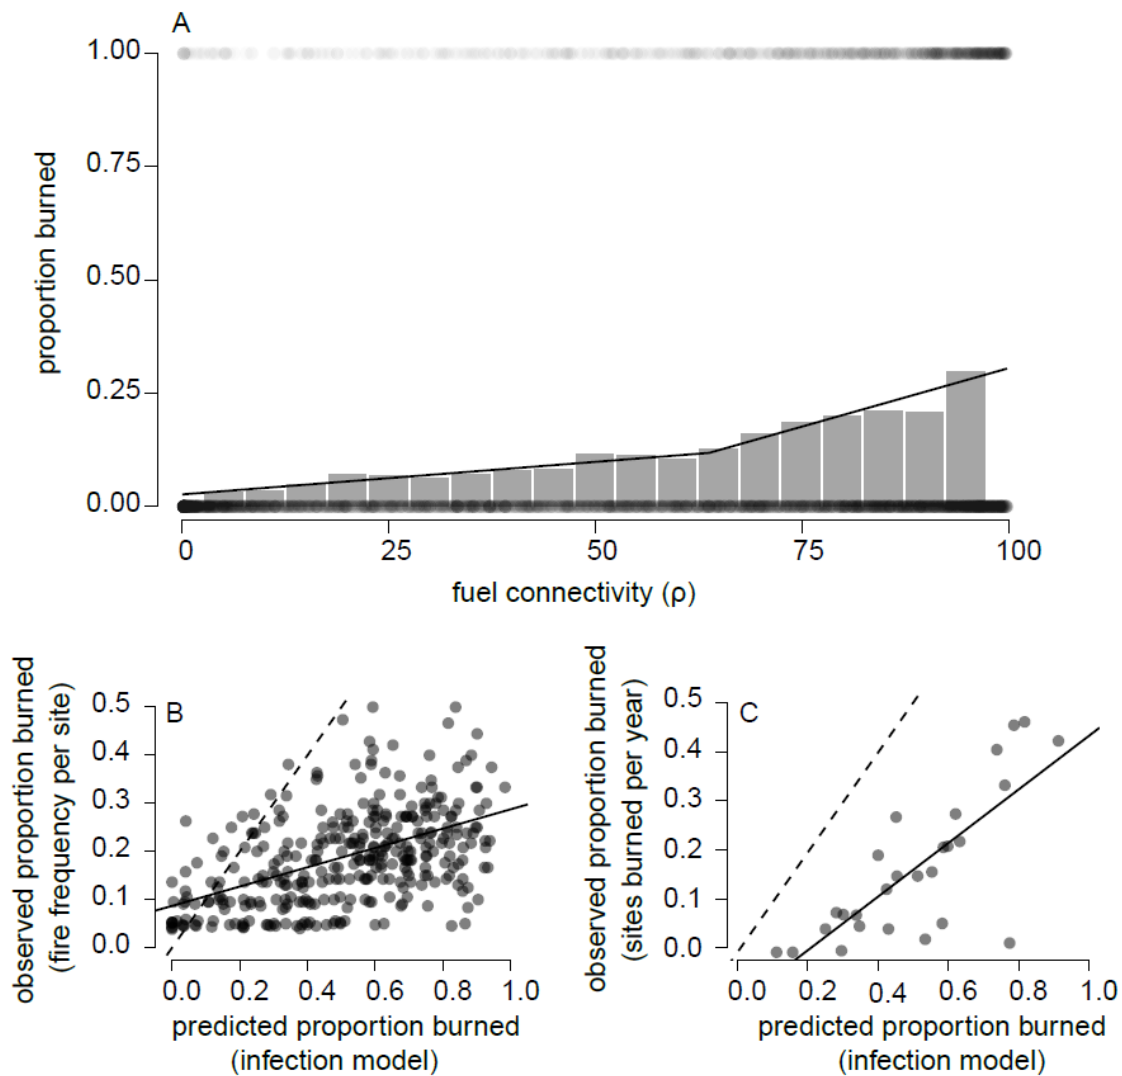 A
1.00
0.75
0.50
0.25
0.00
proportion burned
0 25 50 75 100
fuel connectivity (ρ)
B
observed proportion burned
(fire frequency per site)
0.5
0.4
0.3
0.2
0.1
0.0
0.0 0.2 0.4 0.6 0.8 1.0
predicted proportion burned
(infection model)
C
observed proportion burned
(sites burned per year)
0.5
0.4
0.3
0.2
0.1
0.0
0.0 0.2 0.4 0.6 0.8 1.0
predicted proportion burned
(infection model)